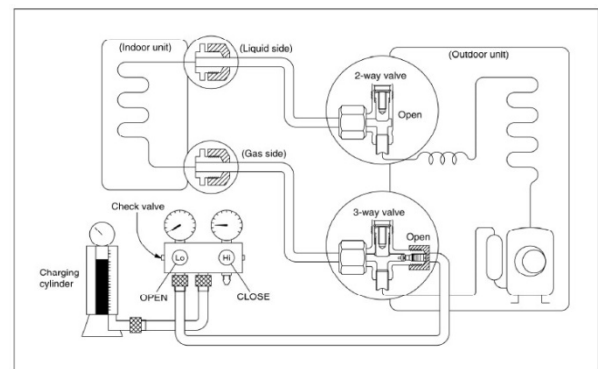 (Indoor unit)
(Liquid side)
(Outdoor unit)
2-way valve
Open
(Gas side)
3-way valve
Open
Check valve
Lo
Hi
Charging
cylinder
OPEN
CLOSE